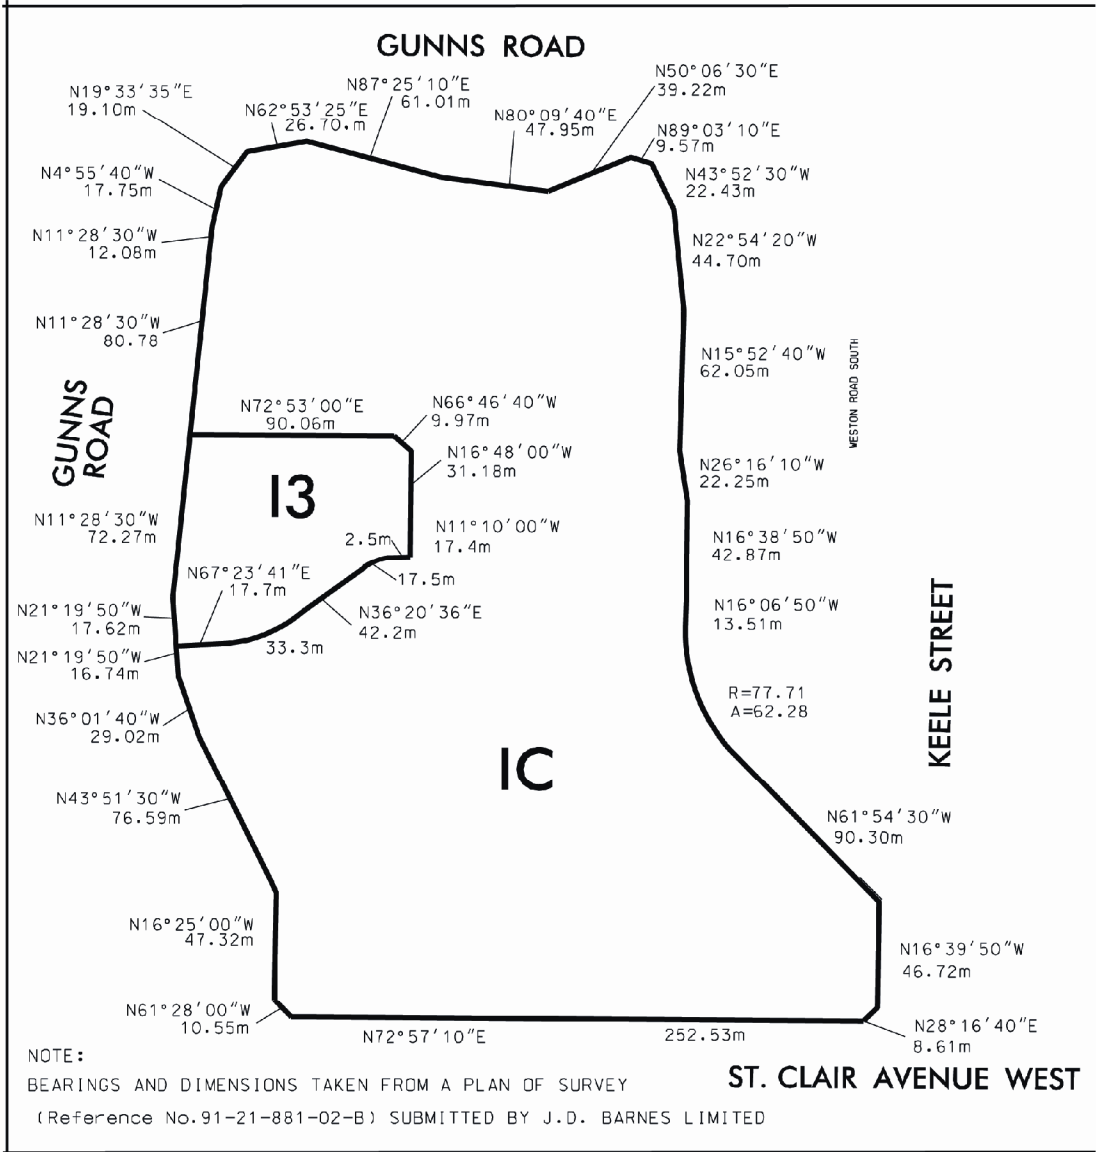 GUNNS ROAD
N87°25'10"E
61.01m
N50°06'30"E
39.22m
N19°33'35"E
19.10m
N62°53'25"E
26.70.m
N80°09'40"E
47.95m
N89°03'10"E
9.57m
N4°55'40"W
17.75m
N43°52'30"W
22.43m
N11°28'30"W
12.08m
N22°54'20"W
44.70m
N11°28'30"W
80.78
N15°52'40"W
62.05m
WESTON ROAD SOUTH
GUNNS
ROAD
N72°53'00"E
90.06m
N66°46'40"W
9.97m
N16°48'00"W
31.18m
N26°16'10"W
22.25m
I3
N11°28'30"W
72.27m
2.5m
N11°10'00"W
17.4m
N16°38'50"W
42.87m
N67°23'41"E
17.7m
17.5m
N21°19'50"W
17.62m
N36°20'36"E
42.2m
N16°06'50"W
13.51m
33.3m
N21°19'50"W
16.74m
KEELE STREET
R=77.71
A=62.28
N36°01'40"W
29.02m
IC
N43°51'30"W
76.59m
N61°54'30"W
90.30m
N16°25'00"W
47.32m
N16°39'50"W
46.72m
N61°28'00"W
10.55m
N72°57'10"E 252.53m
N28°16'40"E
8.61m
NOTE:
BEARINGS AND DIMENSIONS TAKEN FROM A PLAN OF SURVEY
(Reference No.91-21-881-02-B) SUBMITTED BY J.D. BARNES LIMITED
ST. CLAIR AVENUE WEST